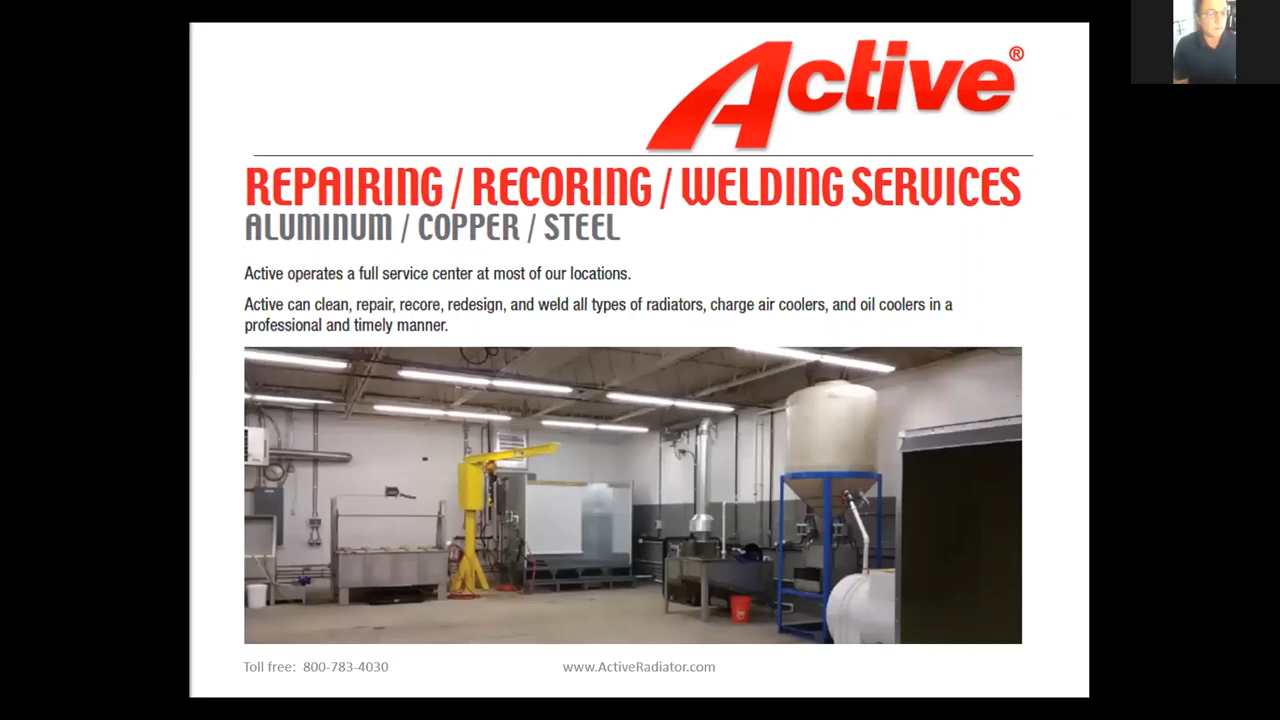 Active®
REPAIRING / RECORING / WELDING SERVICES
ALUMINUM / COPPER / STEEL
Active operates a full service center at most of our locations.
Active can clean, repair, recore, redesign, and weld all types of radiators, charge air coolers, and oil coolers in a
professional and timely manner.
Toll free: 800-783-4030
www.ActiveRadiator.com